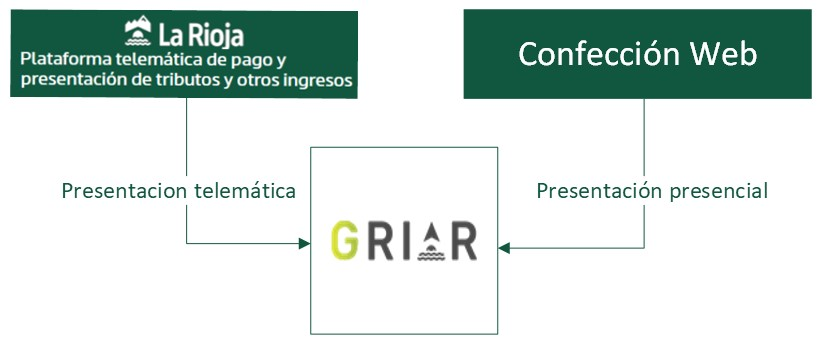 La Rioja
Plataforma telemática de pago y
presentación de tributos y otros ingresos
Confección Web
Presentacion telemática
Presentación presencial
GRIAR